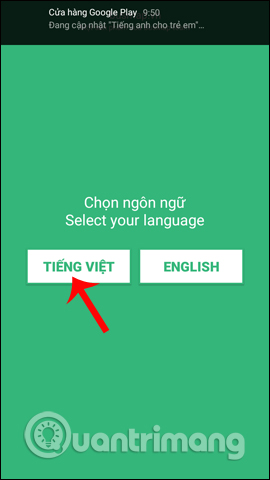 Cửa hàng Google Play 9:50
Đang cập nhật "Tiếng anh cho trẻ em"...
Chọn ngôn ngữ
Select your language
TIẾNG VIỆT ENGLISH
Quantrimang